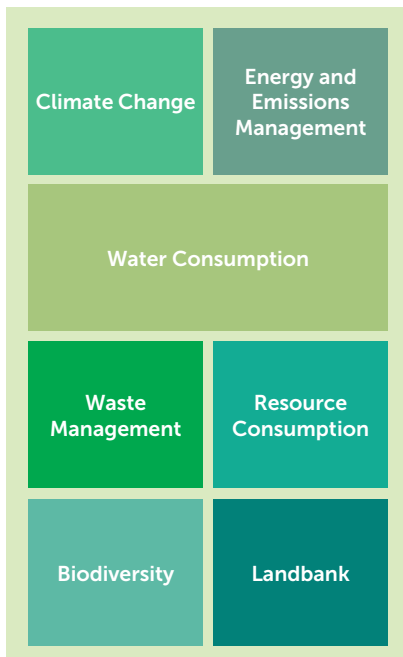 Climate Change
Energy and
Emissions
Management
Water Consumption
Waste
Management
Resource
Consumption
Biodiversity
Landbank